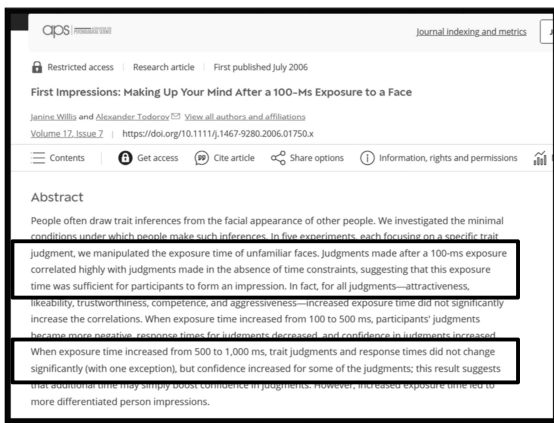 aps ASSOCIATION FOR PSYCHOLOGICAL SCIENCE
Journal indexing and metrics
Restricted access | Research article | First published July 2006
First Impressions: Making Up Your Mind After a 100-Ms Exposure to a Face
Janine Willis and Alexander Todorov View all authors and affiliations
Volume 17, Issue 7 | https://doi.org/10.1111/j.1467-9280.2006.01750.x
Contents Get access Cite article Share options Information, rights and permissions
Abstract
People often draw trait inferences from the facial appearance of other people. We investigated the minimal
conditions under which people make such inferences. In five experiments, each focusing on a specific trait
judgment, we manipulated the exposure time of unfamiliar faces. Judgments made after a 100-ms exposure
correlated highly with judgments made in the absence of time constraints, suggesting that this exposure
time was sufficient for participants to form an impression. In fact, for all judgments—attractiveness,
likeability, trustworthiness, competence, and aggressiveness—increased exposure time did not significantly
increase the correlations. When exposure time increased from 100 to 500 ms, participants' judgments
became more negative, response times for judgments decreased, and confidence in judgments increased.
When exposure time increased from 500 to 1,000 ms, trait judgments and response times did not change
significantly (with one exception), but confidence increased for some of the judgments; this result suggests
that additional time may simply boost confidence in judgments. However, increased exposure time led to
more differentiated person impressions.